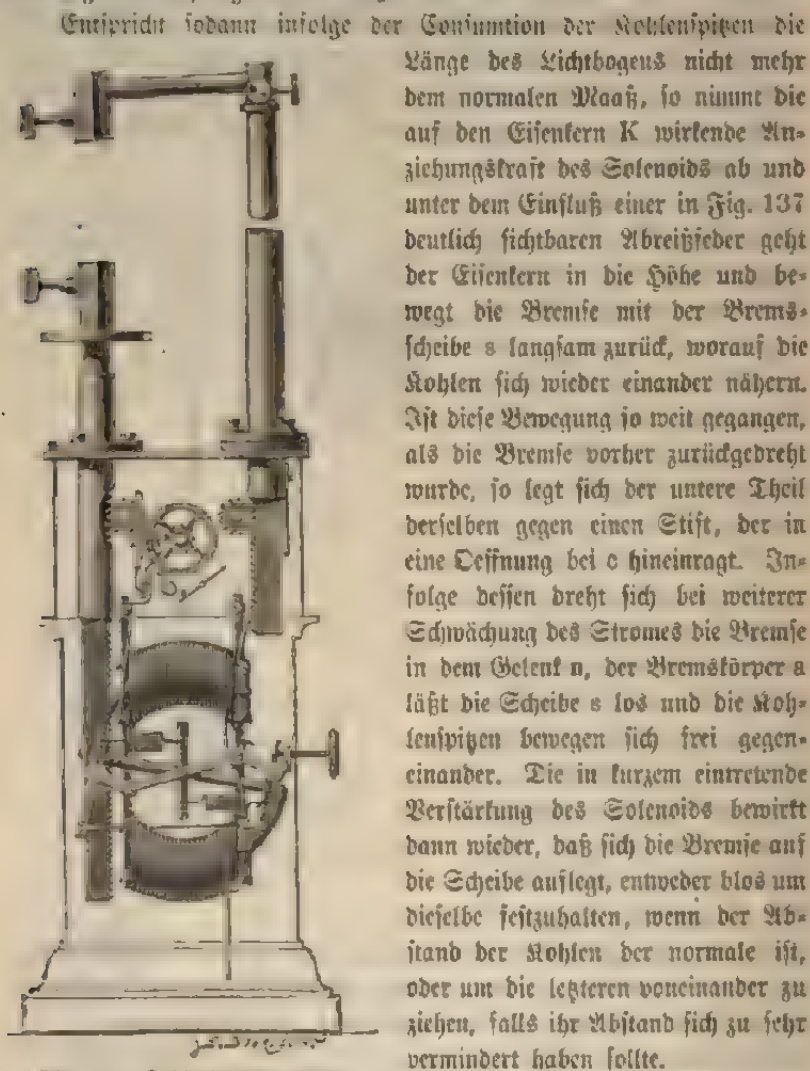 Entspricht sodann infolge der Consumtion der Kohlenspitzen die
Länge des Lichtbogens nicht mehr
dem normalen Maaß, so nimmt die
auf den Eisenkern K wirkende An-
ziehungskraft des Solenoids ab und
unter dem Einfluß einer in Fig. 137
deutlich sichtbaren Abreißfeder geht
der Eisenkern in die Höhe und be-
wegt die Bremse mit der Brems-
scheibe s langsam zurück, worauf die
Kohlen sich wieder einander nähern.
Ist diese Bewegung so weit gegangen,
als die Bremse vorher zurückgedreht
wurde, so legt sich der untere Theil
derselben gegen einen Stift, der in
eine Oeffnung bei c hineinragt. In-
folge dessen dreht sich bei weiterer
Schwächung des Stromes die Bremse
in dem Gelenk n, der Bremskörper a
läßt die Scheibe s los und die Koh-
lenspitzen bewegen sich frei gegen-
einander. Die in kurzem eintretende
Verstärkung des Solenoids bewirkt
dann wieder, daß sich die Bremse auf
die Scheibe auflegt, entweder blos um
dieselbe festzuhalten, wenn der Ab-
stand der Kohlen der normale ist,
oder um die letzteren voneinander zu
ziehen, falls ihr Abstand sich zu sehr
vermindert haben sollte.